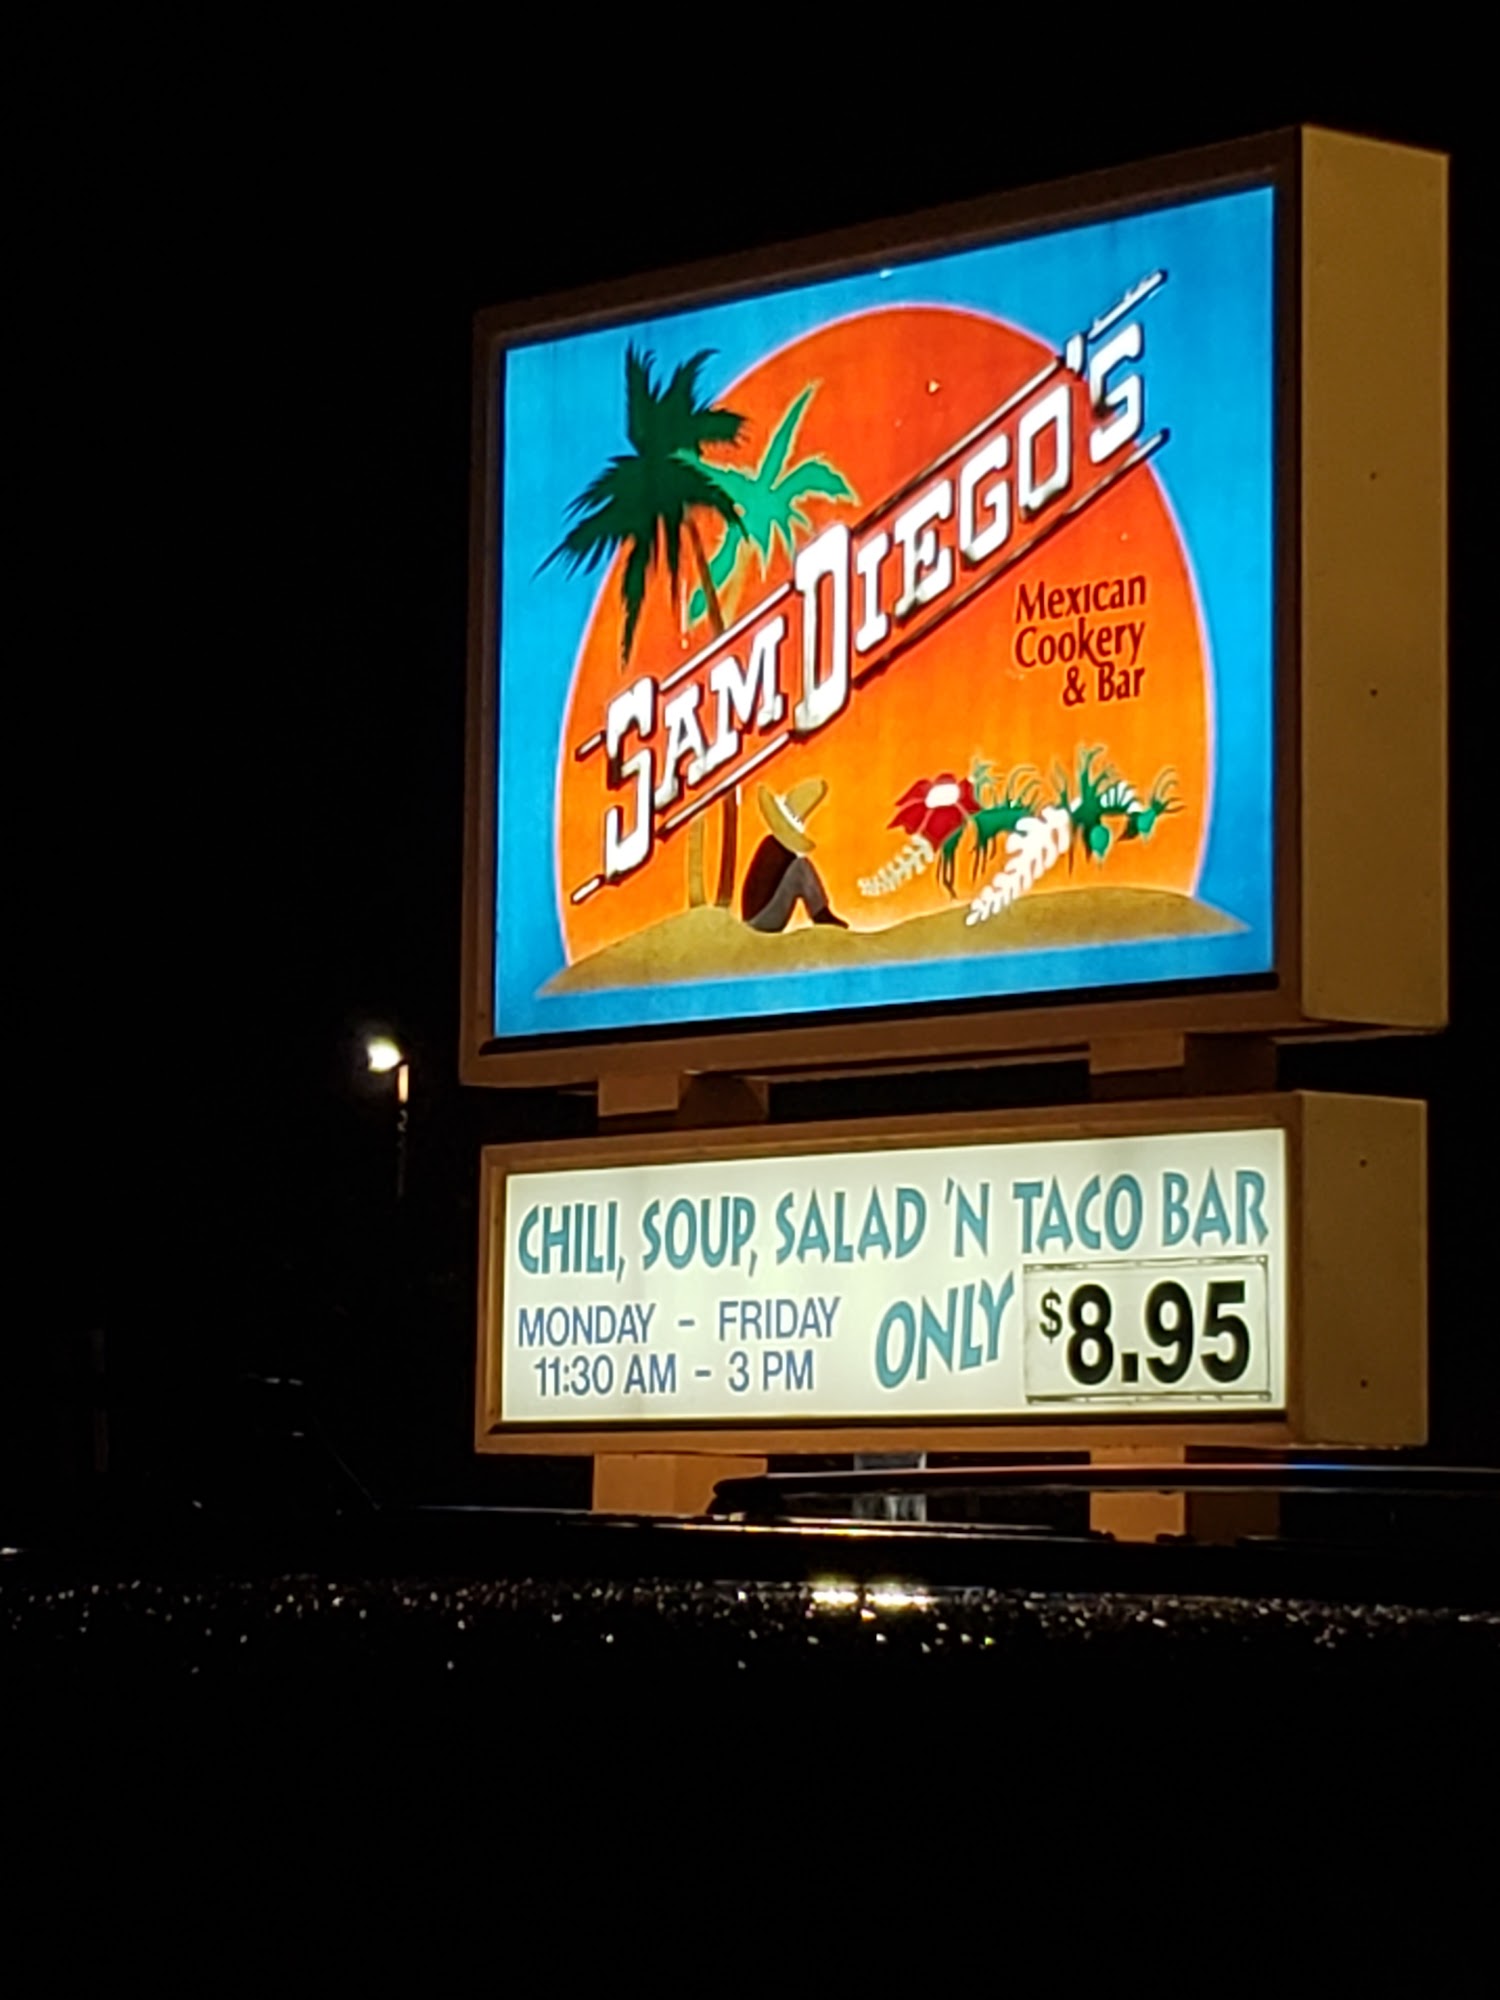 SAM DIEGO'S
Mexican
Cookery
& Bar
CHILI, SOUP, SALAD 'N TACO BAR
MONDAY - FRIDAY
11:30 AM - 3 PM
ONLY
$8.95